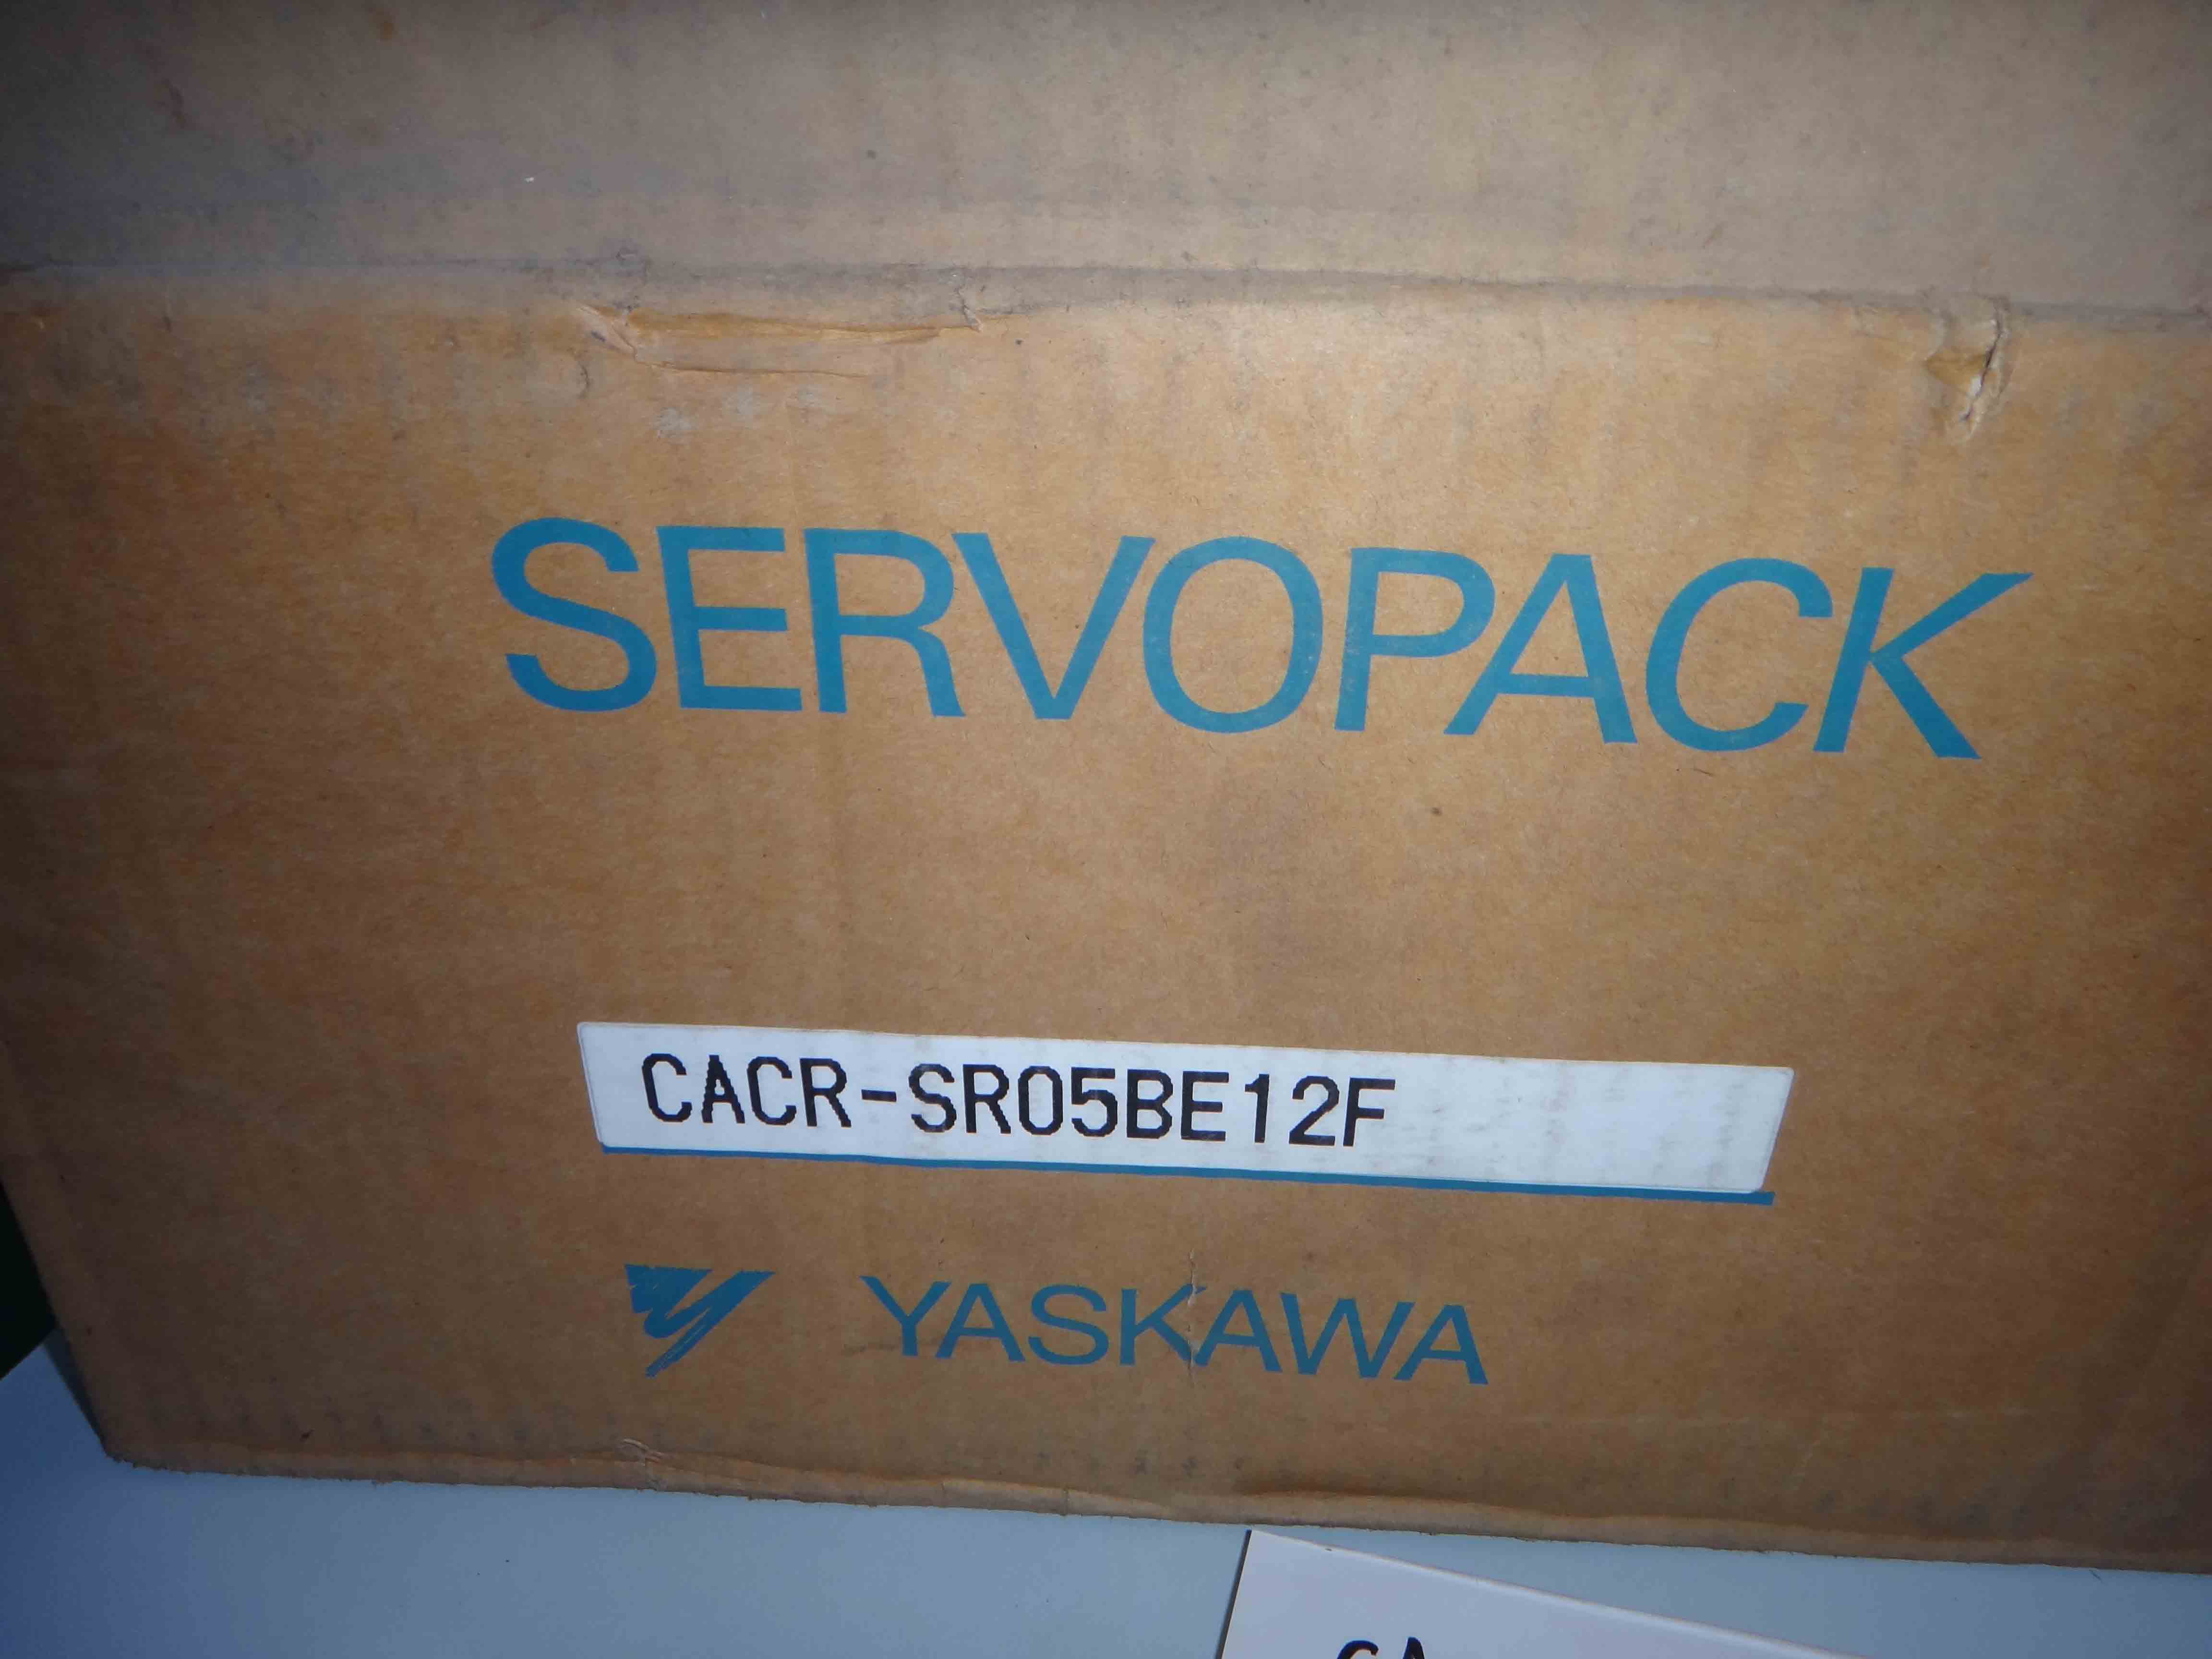 SERVOPACK
CACR-SR05BE12F
YASKAWA